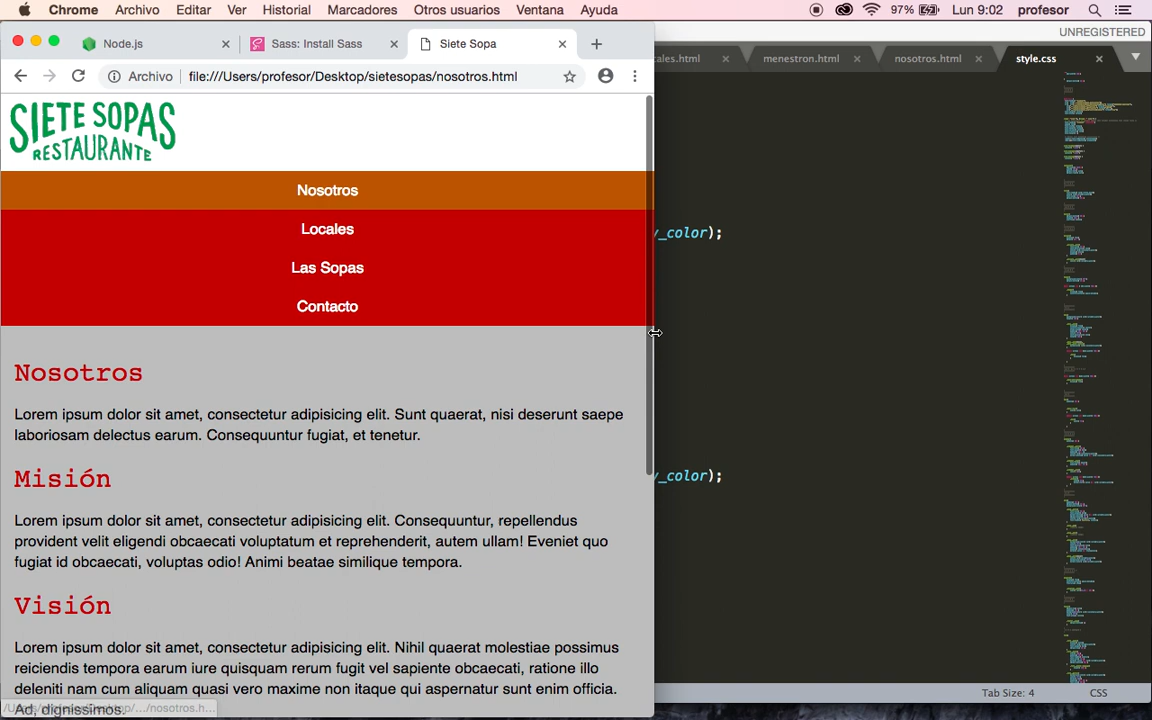 Chrome Archivo Editar Ver Historial Marcadores Otros usuarios Ventana Ayuda 97% Lun 9:02 profesor
UNREGISTERED
Node.js Sass: Install Sass Siete Sopa
ales.html menestron.html nosotros.html style.css
Archivo file:///Users/profesor/Desktop/sietesopas/nosotros.html
SIETE SOPAS
RESTAURANTE
Nosotros
Locales
Las Sopas
Contacto
y_color);
y_color);
Nosotros
Lorem ipsum dolor sit amet, consectetur adipisicing elit. Sunt quaerat, nisi deserunt saepe
laboriosam delectus earum. Consequuntur fugiat, et tenetur.
Misión
Lorem ipsum dolor sit amet, consectetur adipisicing elit. Consequuntur, repellendus
provident velit eligendi obcaecati voluptatum et reprehenderit, autem ullam! Eveniet quo
fugiat id obcaecati, voluptas odio! Animi beatae similique tempora.
Visión
Lorem ipsum dolor sit amet, consectetur adipisicing elit. Nihil quaerat molestiae possimus
reiciendis tempora earum iure quisquam rerum fugit vel sapiente obcaecati, ratione illo
deleniti nam cum aliquam quasi vero maxime non itaque qui aspernatur sunt enim officia.
Ad, dignissimos.
Tab Size: 4 CSS